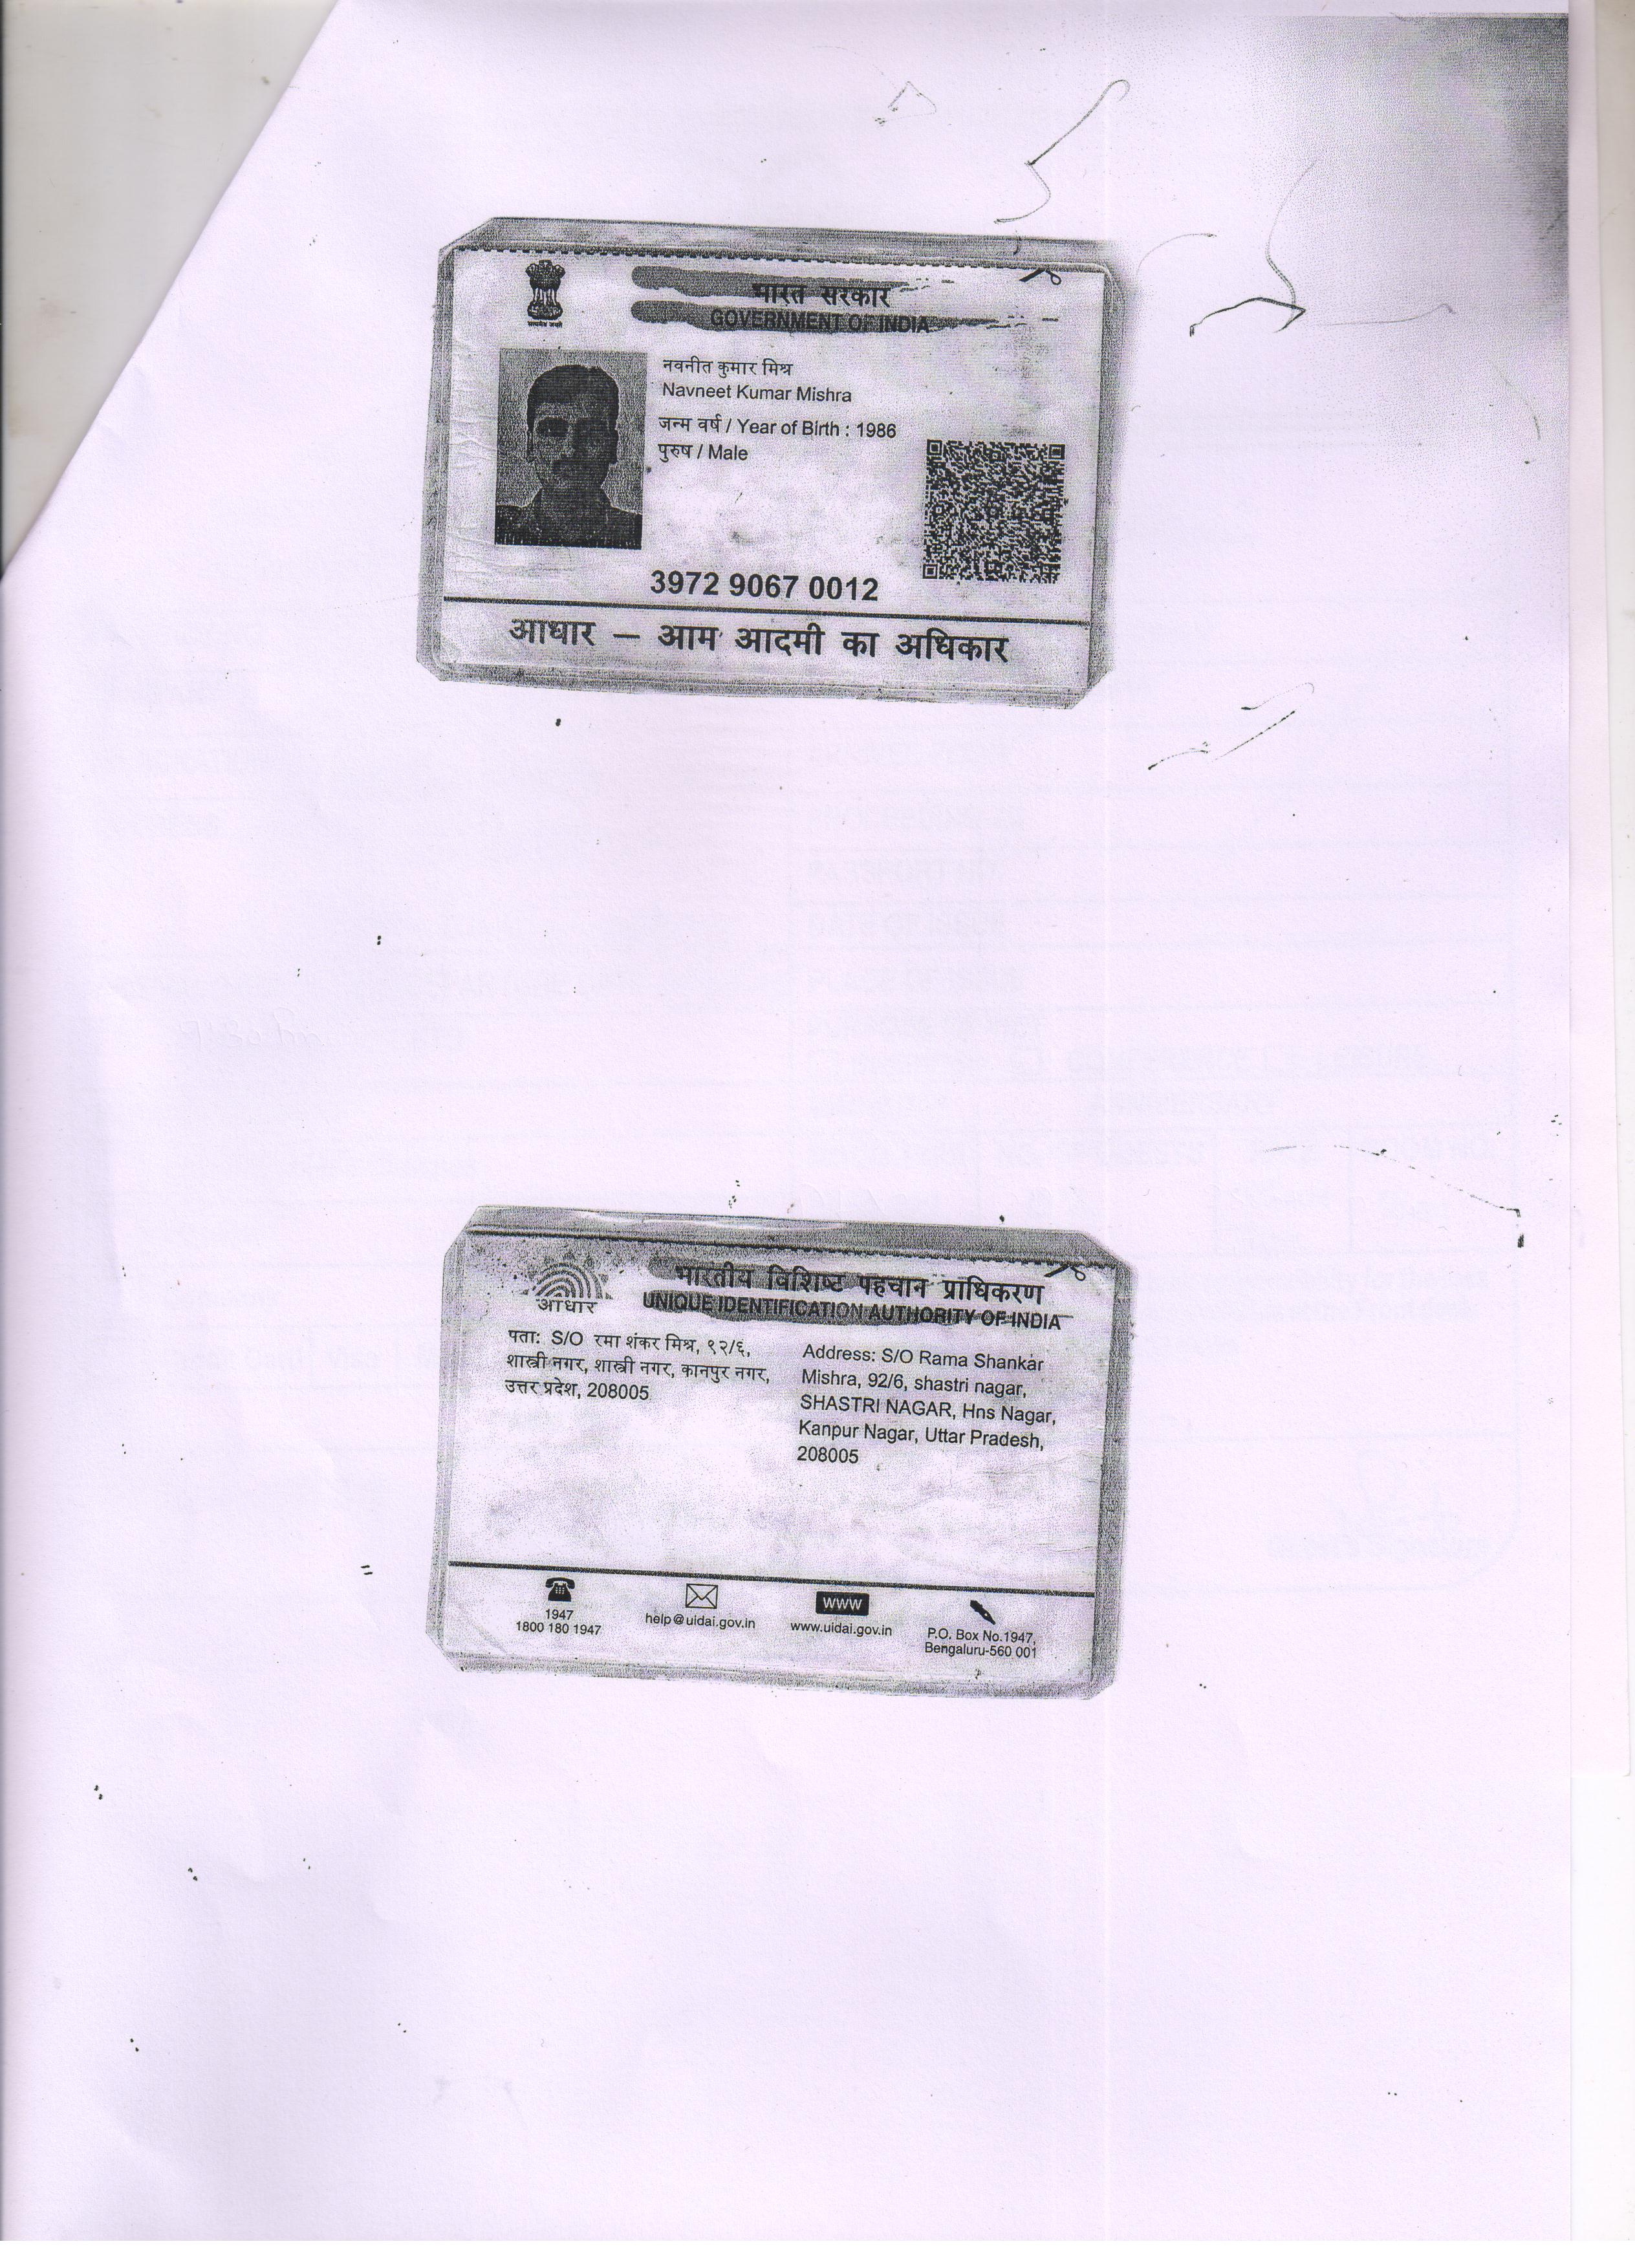 भारत सरकार
GOVERNMENT OF INDIA
नवनीत कुमार मिश्र
Navneet Kumar Mishra
जन्म वर्ष / Year of Birth : 1986
पुरुष / Male
3972 9067 0012
आधार — आम आदमी का अधिकार
भारतीय विशिष्ट पहचान प्राधिकरण
UNIQUE IDENTIFICATION AUTHORITY OF INDIA
आधार
पता: S/O रमा शंकर मिश्र, ९२/६,
शास्त्री नगर, शास्त्री नगर, कानपुर नगर,
उत्तर प्रदेश, 208005
Address: S/O Rama Shankar
Mishra, 92/6, shastri nagar,
SHASTRI NAGAR, Hns Nagar,
Kanpur Nagar, Uttar Pradesh,
208005
1947
1800 180 1947
help@uidai.gov.in
www
www.uidai.gov.in
P.O. Box No.1947,
Bengaluru-560 001